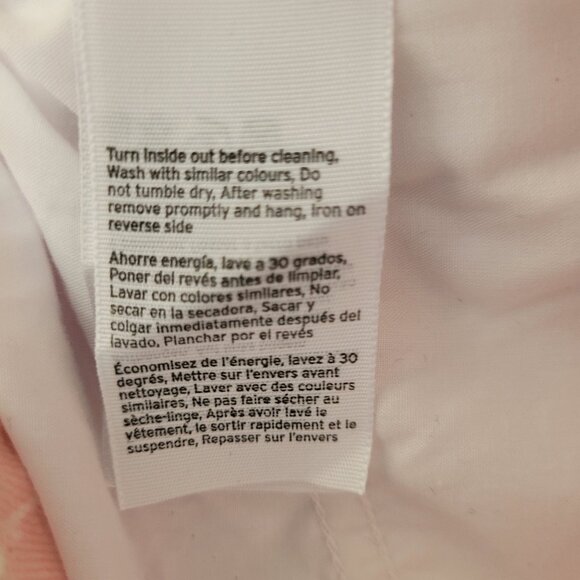 Turn inside out before cleaning,
Wash with similar colours, Do
not tumble dry, After washing
remove promptly and hang, Iron on
reverse side
Ahorre energía, lave a 30 grados,
Poner del revés antes de limpiar,
Lavar con colores similares, No
secar en la secadora, Sacar y
colgar inmediatamente después del
lavado, Planchar por el revés
Économisez de l'énergie, lavez à 30
degrés, Mettre sur l'envers avant
nettoyage, Laver avec des couleurs
similaires, Ne pas faire sécher au
sèche-linge, Après avoir lavé le
vêtement, le sortir rapidement et le
suspendre, Repasser sur l'envers